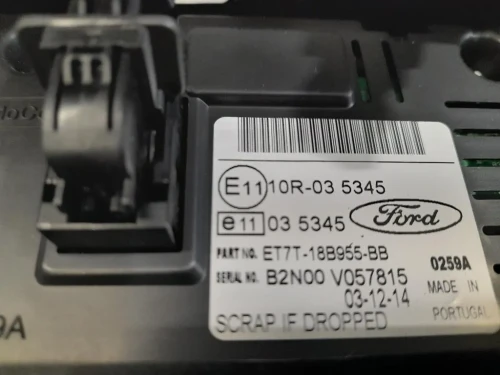 E11 10R-03 5345
e11 03 5345 Ford
PART NO. ET7T-18B955-BB
SERIAL NO. B2N00 V057815 0259A
03-12-14 MADE IN
SCRAP IF DROPPED PORTUGAL
9A